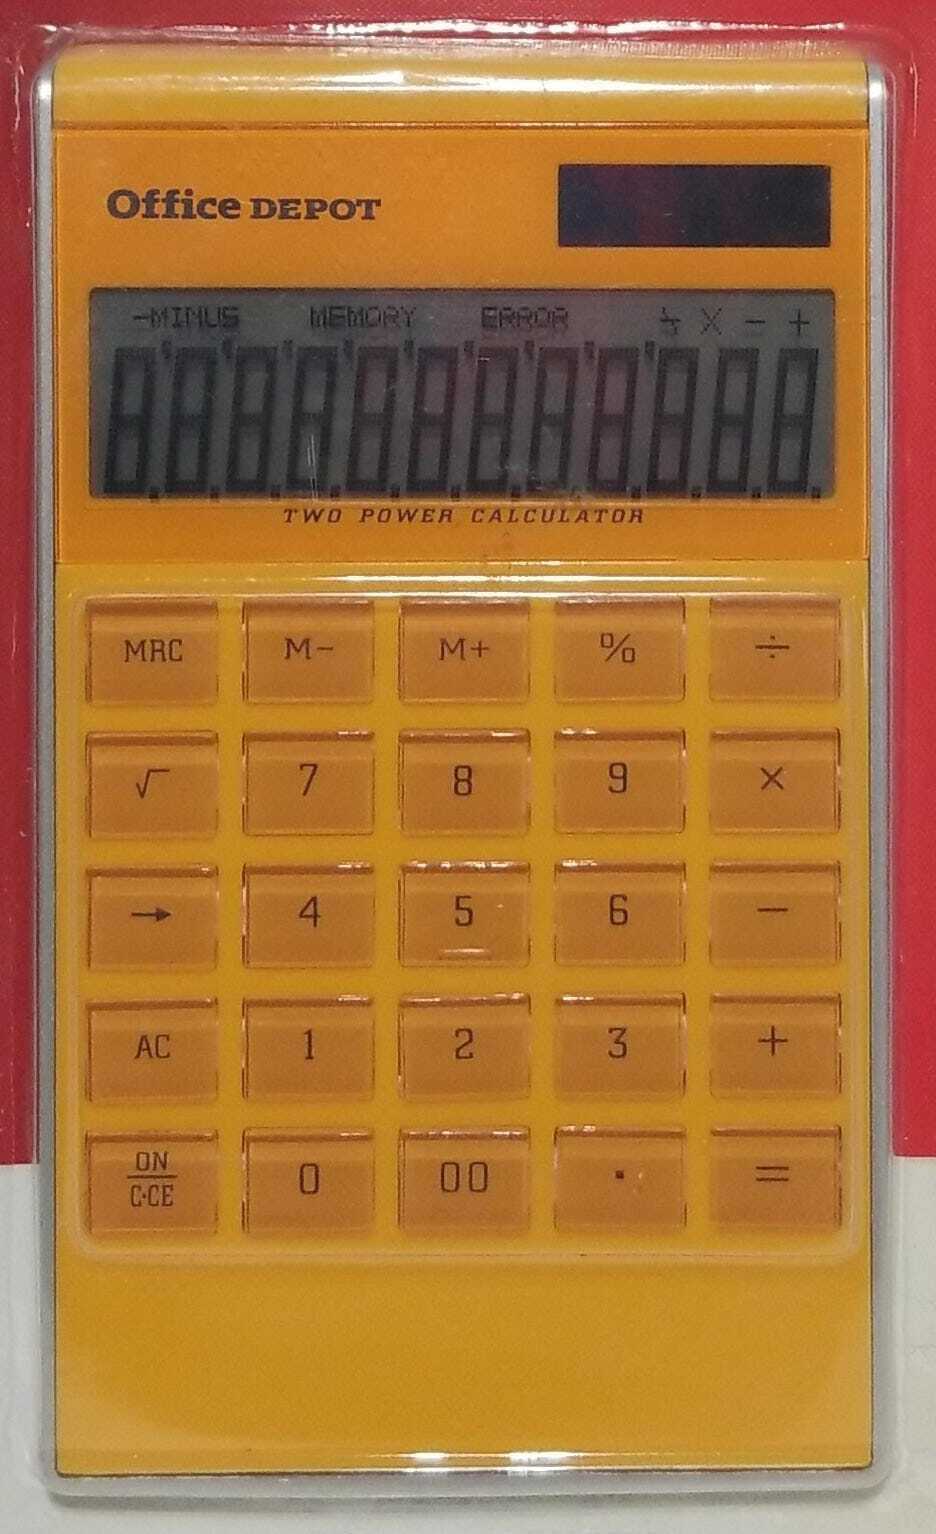 Office DEPOT
-MINUS MEMORY ERROR ÷ × − +
888888888888
TWO POWER CALCULATOR
MRC M− M+ % ÷
√ 7 8 9 ×
→ 4 5 6 −
AC 1 2 3 +
ON
C·CE 0 00 . =